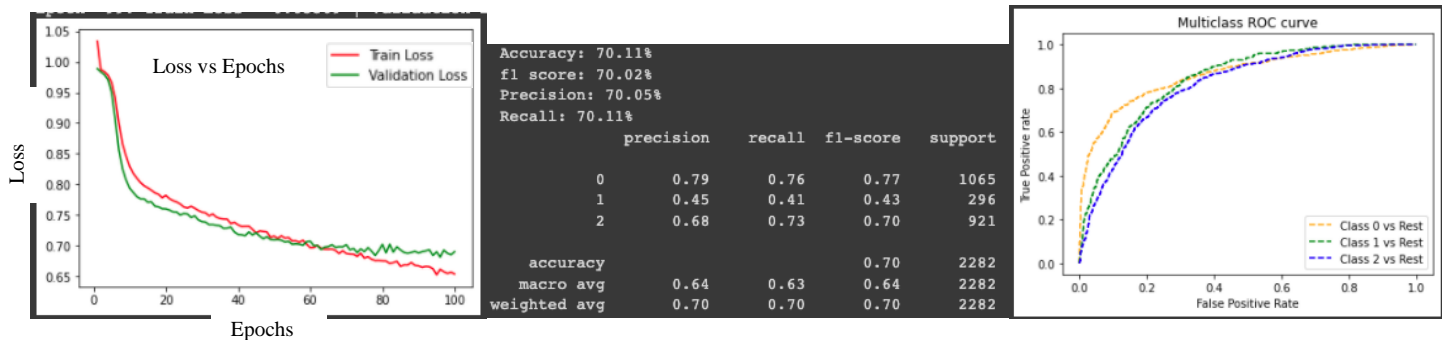 1.05
1.00
0.95
0.90
0.85
0.80
0.75
0.70
0.65
Loss
Loss vs Epochs
Train Loss
Validation Loss
0 20 40 60 80 100
Epochs
Accuracy: 70.11%
f1 score: 70.02%
Precision: 70.05%
Recall: 70.11%
precision recall f1-score support
0 0.79 0.76 0.77 1065
1 0.45 0.41 0.43 296
2 0.68 0.73 0.70 921
accuracy 0.70 2282
macro avg 0.64 0.63 0.64 2282
weighted avg 0.70 0.70 0.70 2282
Multiclass ROC curve
1.0
0.8
0.6
0.4
0.2
0.0
True Positive rate
Class 0 vs Rest
Class 1 vs Rest
Class 2 vs Rest
0.0 0.2 0.4 0.6 0.8 1.0
False Positive Rate